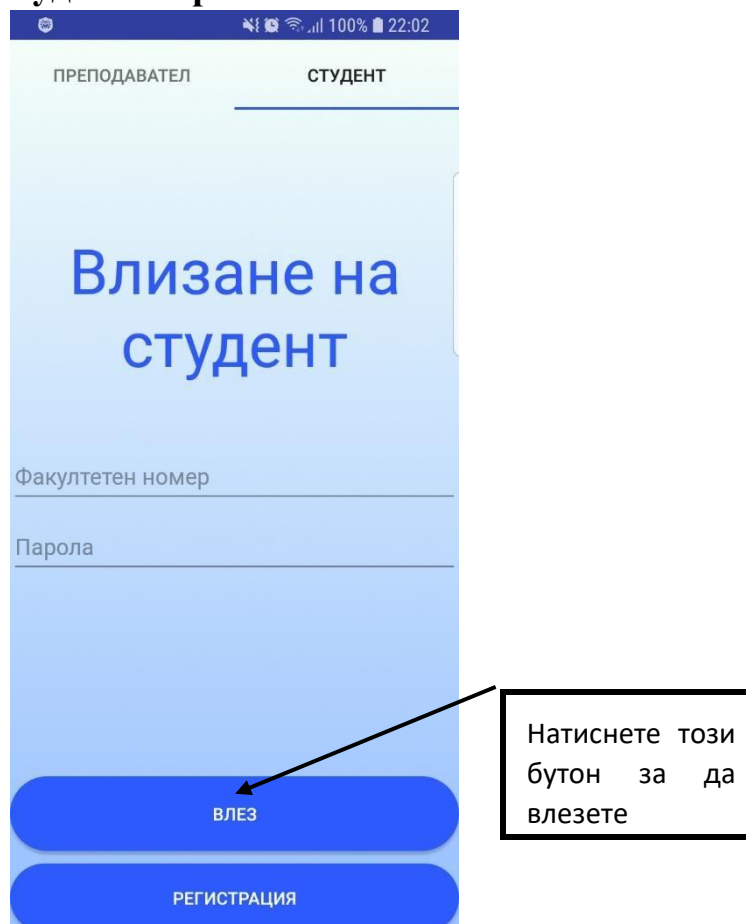 100% 22:02
ПРЕПОДАВАТЕЛ СТУДЕНТ
Влизане на
студент
Факултетен номер
Парола
Натиснете този
бутон за да
влезете
ВЛЕЗ
РЕГИСТРАЦИЯ